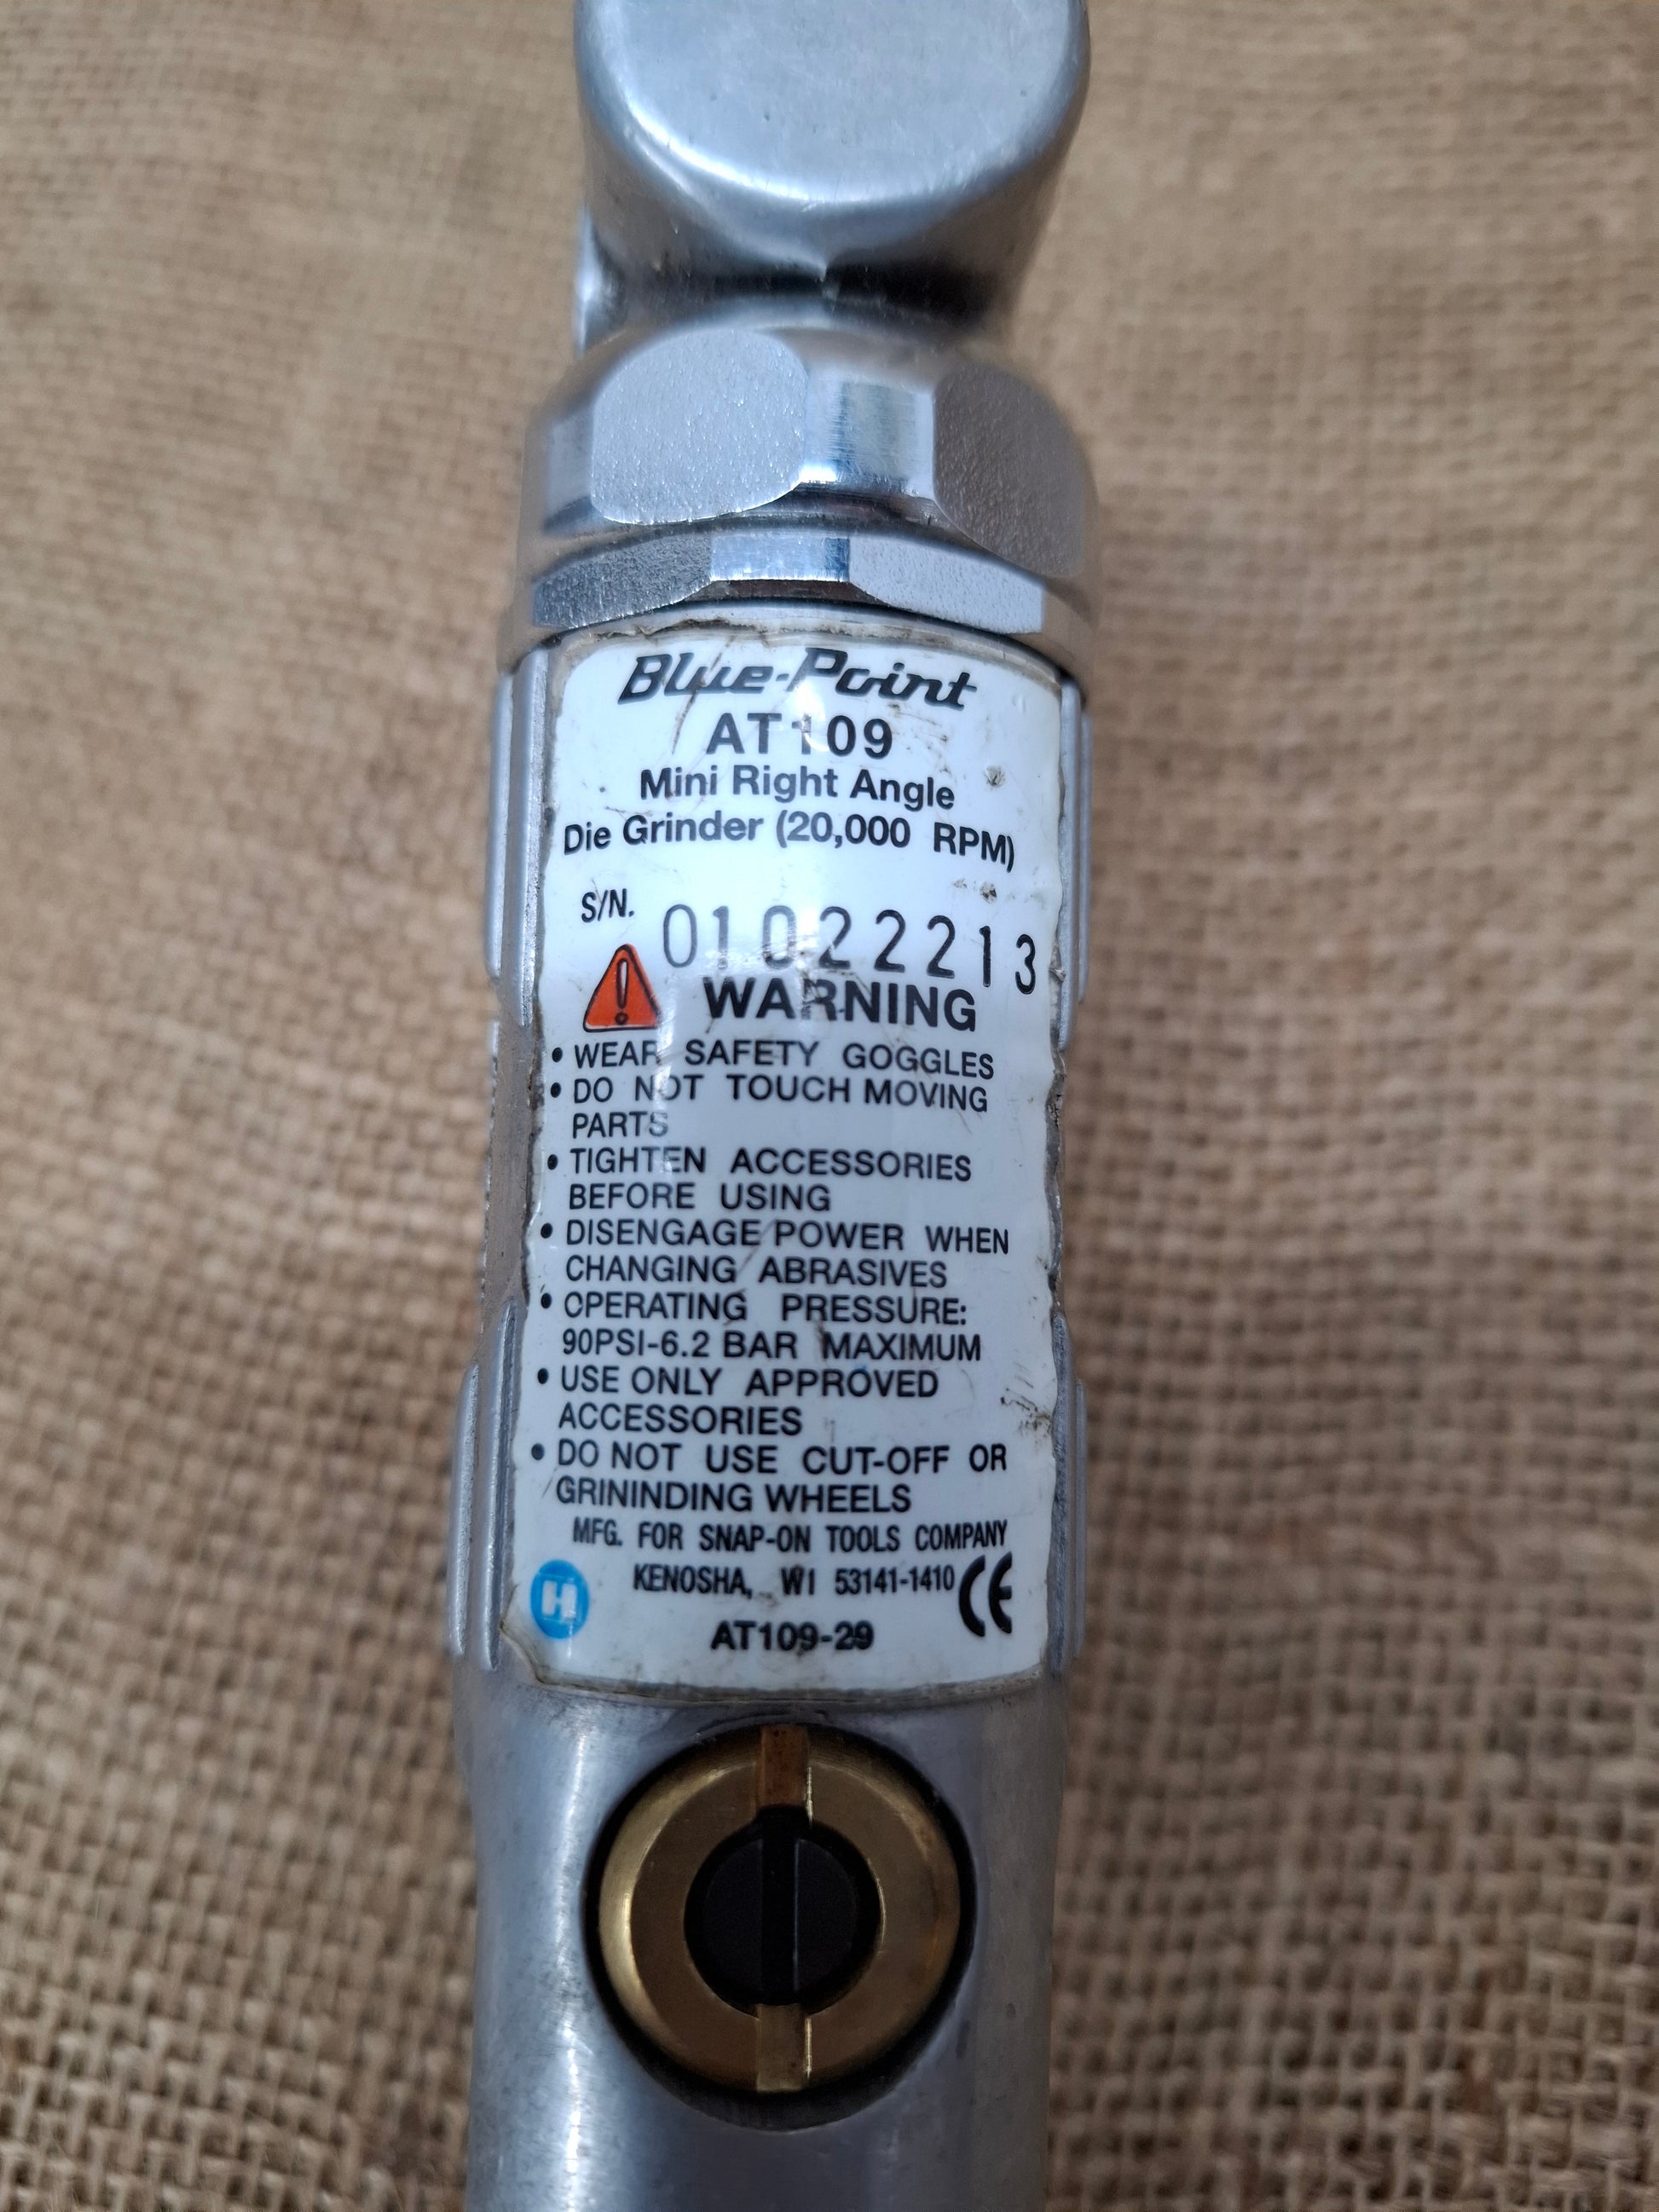 Blue-Point
AT109
Mini Right Angle
Die Grinder (20,000 RPM)
S/N. 01022213
WARNING
• WEAR SAFETY GOGGLES
• DO NOT TOUCH MOVING
PARTS
• TIGHTEN ACCESSORIES
BEFORE USING
• DISENGAGE POWER WHEN
CHANGING ABRASIVES
• OPERATING PRESSURE:
90PSI-6.2 BAR MAXIMUM
• USE ONLY APPROVED
ACCESSORIES
• DO NOT USE CUT-OFF OR
GRININDING WHEELS
MFG. FOR SNAP-ON TOOLS COMPANY
KENOSHA, WI 53141-1410
H
CE
AT109-29